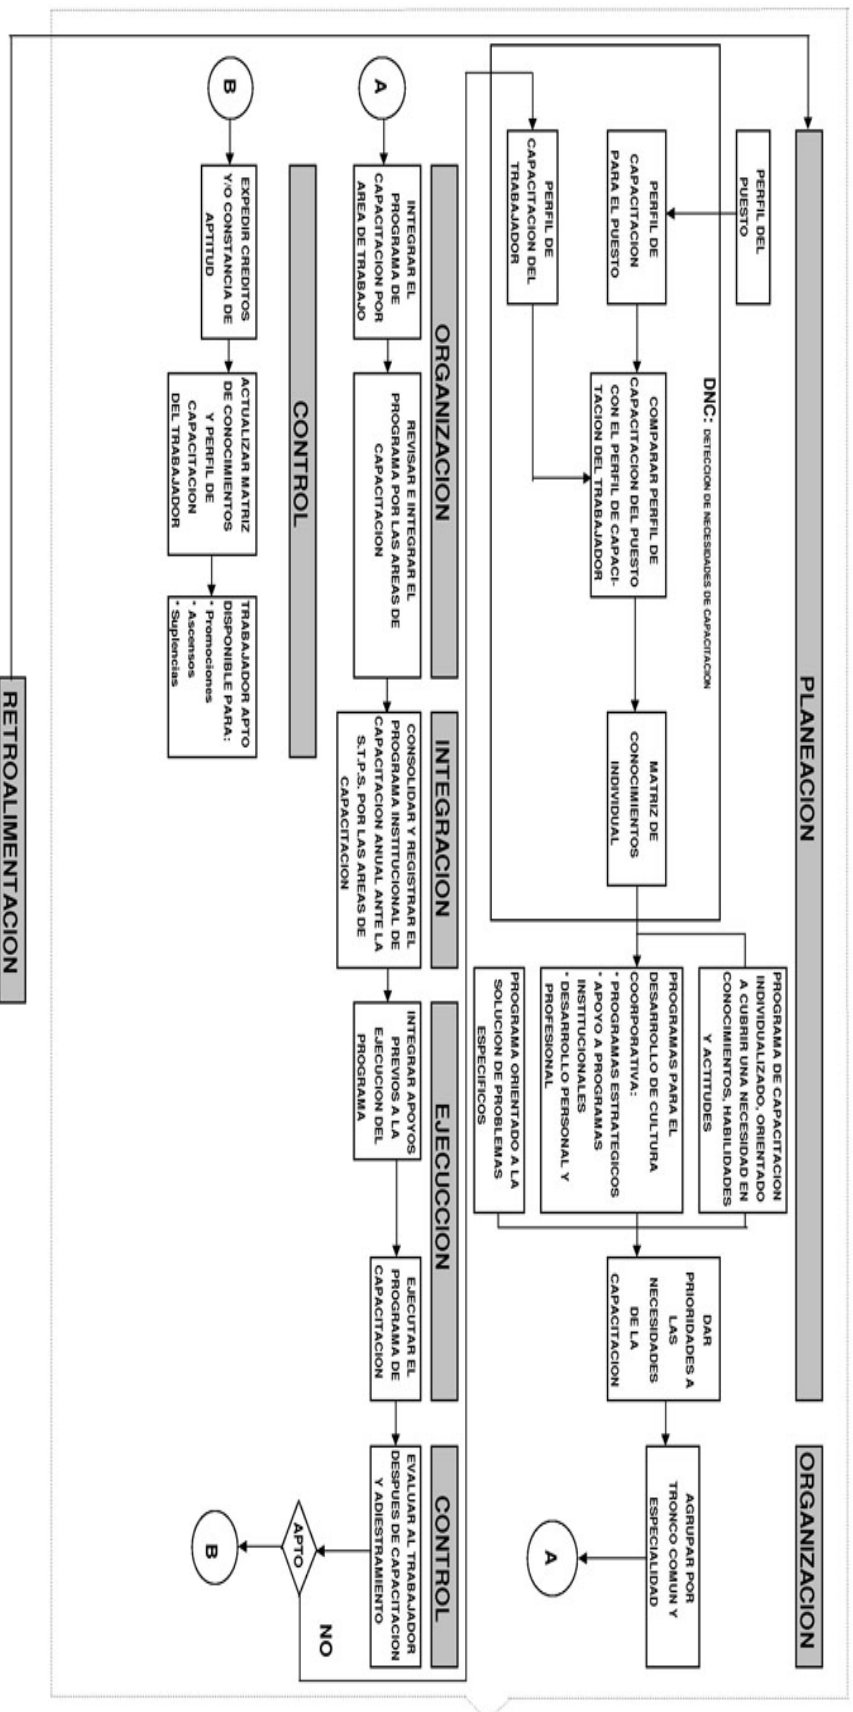 PLANEACION
ORGANIZACION
PERFIL DEL
PUESTO
DNC: DETECCION DE NECESIDADES DE CAPACITACION
PERFIL DE
CAPACITACION
PARA EL PUESTO
COMPARAR PERFIL DE
CAPACITACION DEL PUESTO
CON EL PERFIL DE CAPACI-
TACION DEL TRABAJADOR
MATRIZ DE
CONOCIMIENTOS
INDIVIDUAL
PERFIL DE
CAPACITACION DEL
TRABAJADOR
PROGRAMA DE CAPACITACION
INDIVIDUALIZADO, ORIENTADO
A CUBRIR UNA NECESIDAD EN
CONOCIMIENTOS, HABILIDADES
Y ACTITUDES
PROGRAMAS PARA EL
DESARROLLO DE CULTURA
COORPORATIVA:
* PROGRAMAS ESTRATEGICOS
* APOYO A PROGRAMAS
INSTITUCIONALES
* DESARROLLO PERSONAL Y
PROFESIONAL
PROGRAMA ORIENTADO A LA
SOLUCION DE PROBLEMAS
ESPECIFICOS
DAR
PRIORIDADES A
LAS
NECESIDADES
DE LA
CAPACITACION
AGRUPAR POR
TRONCO COMUN Y
ESPECIALIDAD
A
ORGANIZACION
INTEGRACION
EJECUCCION
CONTROL
A
INTEGRAR EL
PROGRAMA DE
CAPACITACION POR
AREA DE TRABAJO
REVISAR E INTEGRAR EL
PROGRAMA POR LAS AREAS DE
CAPACITACION
CONSOLIDAR Y REGISTRAR EL
PROGRAMA INSTITUCIONAL DE
CAPACITACION ANUAL ANTE LA
S.T.P.S. POR LAS AREAS DE
CAPACITACION
INTEGRAR APOYOS
PREVIOS A LA
EJECUCION DEL
PROGRAMA
EJECUTAR EL
PROGRAMA DE
CAPACITACION
EVALUAR AL TRABAJADOR
DESPUES DE CAPACITACION
Y ADIESTRAMIENTO
APTO
NO
B
CONTROL
B
EXPEDIR CREDITOS
Y/O CONSTANCIA DE
APTITUD
ACTUALIZAR MATRIZ
DE CONOCIMIENTOS
Y PERFIL DE
CAPACITACION
DEL TRABAJADOR
TRABAJADOR APTO
DISPONIBLE PARA:
* Promociones
* Ascensos
* Suplencias
RETROALIMENTACION